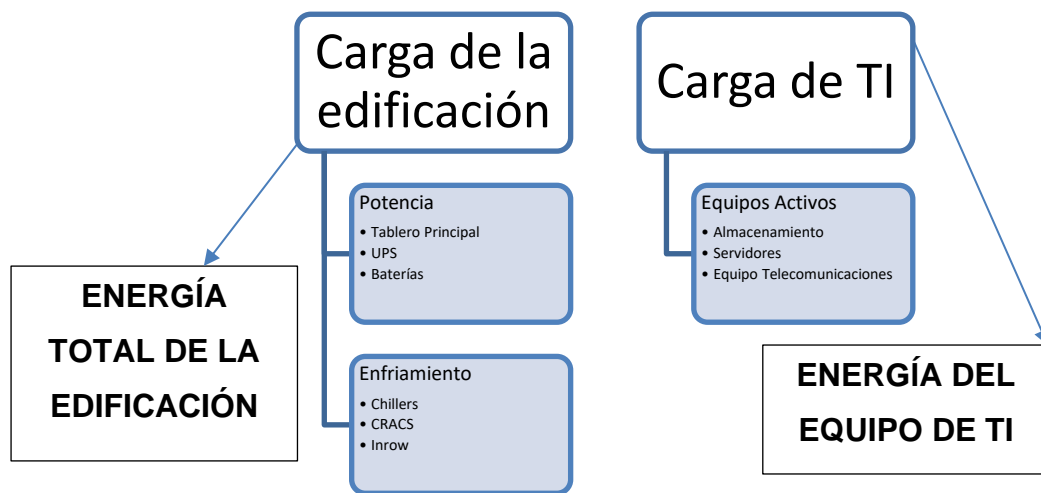 Carga de la
edificación
Potencia
• Tablero Principal
• UPS
• Baterías
Enfriamiento
• Chillers
• CRACS
• Inrow
ENERGÍA
TOTAL DE LA
EDIFICACIÓN
Carga de TI
Equipos Activos
• Almacenamiento
• Servidores
• Equipo Telecomunicaciones
ENERGÍA DEL
EQUIPO DE TI